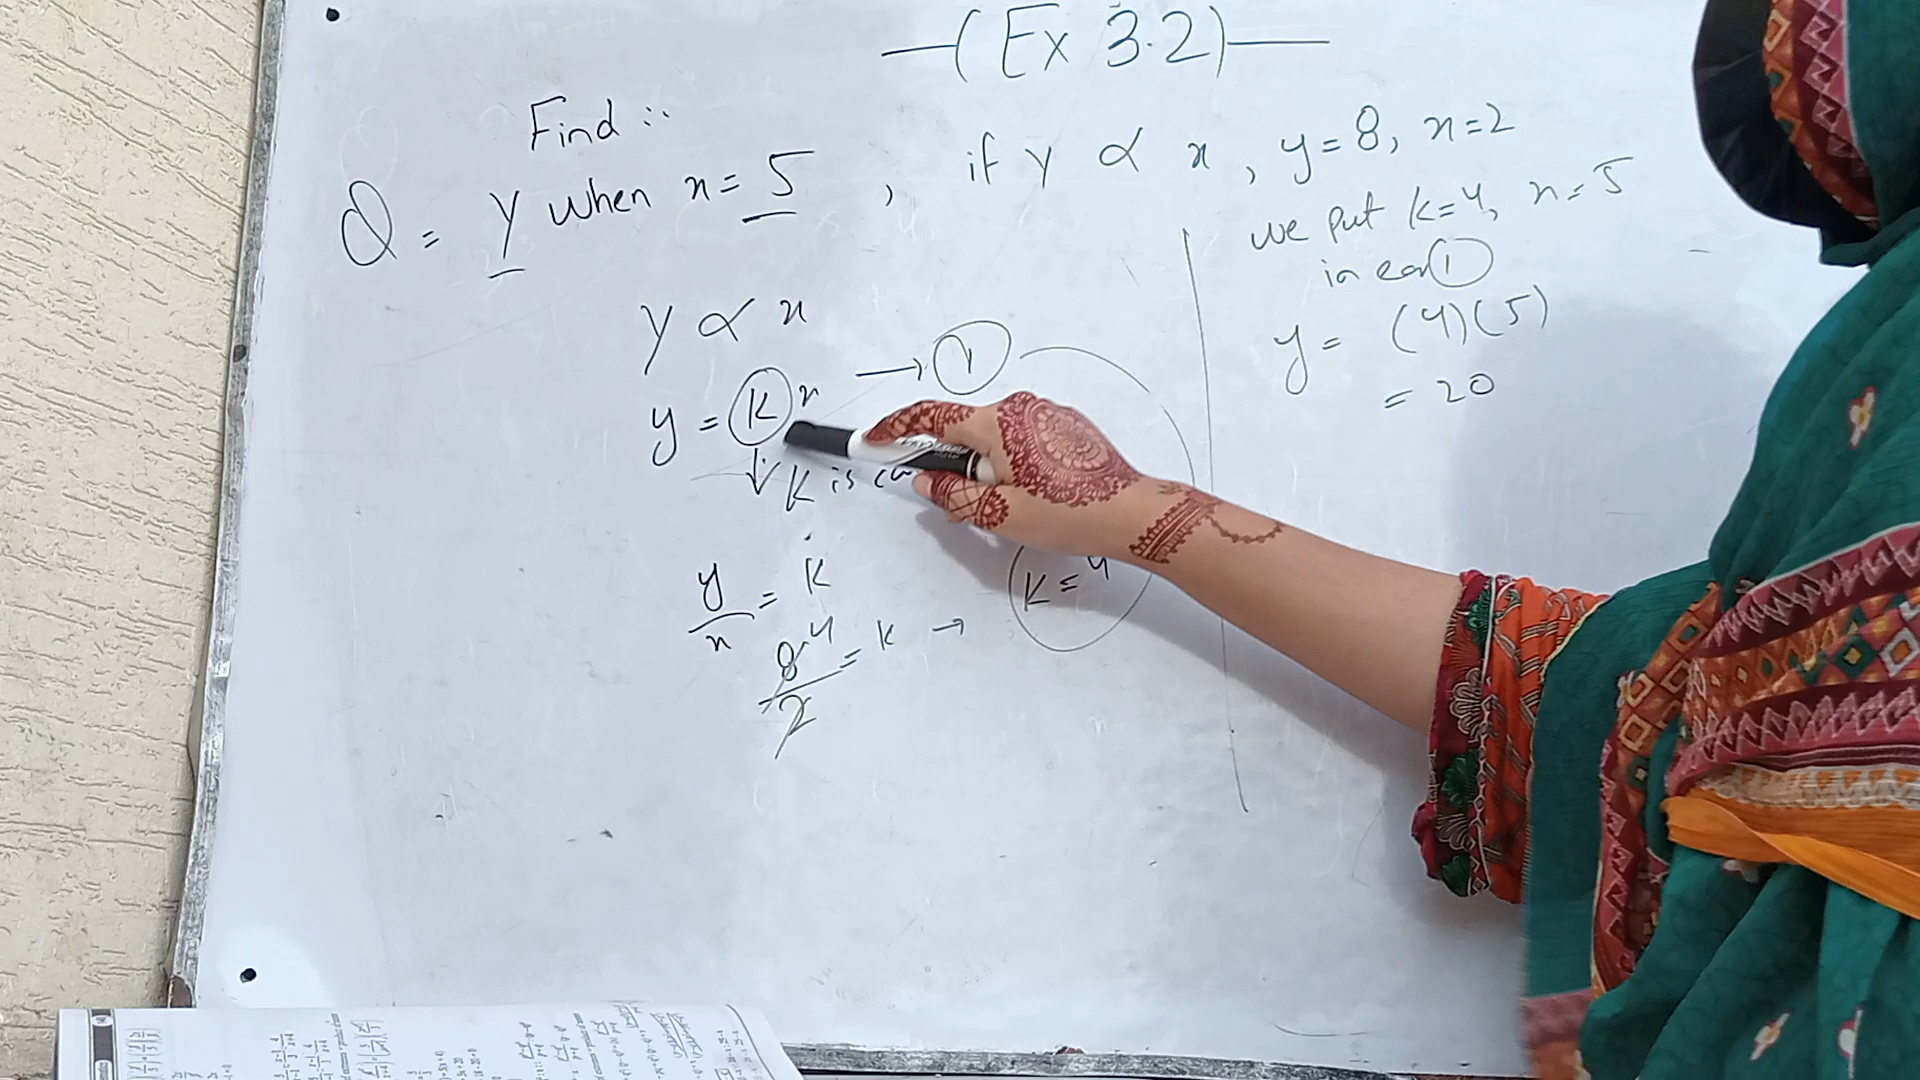 (Ex 3.2)
Find :.
Q = y when x = 5 , if y ∝ x , y = 8, x = 2
y ∝ x
y = k x → 1
k is
y/x = k
8/2 = k → k = 4
4
we put k = 4, x = 5
in eq 1
y = (4)(5)
= 20